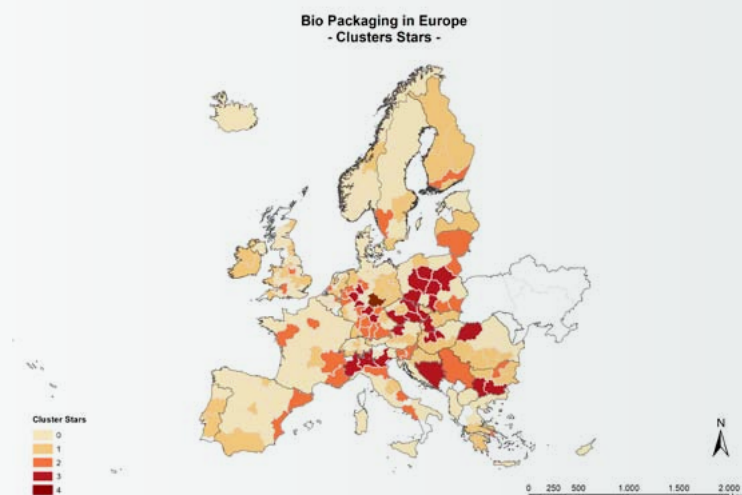 Bio Packaging in Europe
- Clusters Stars -
Cluster Stars
0
1
2
3
4
N
0 250 500 1.000 1.500 2.000